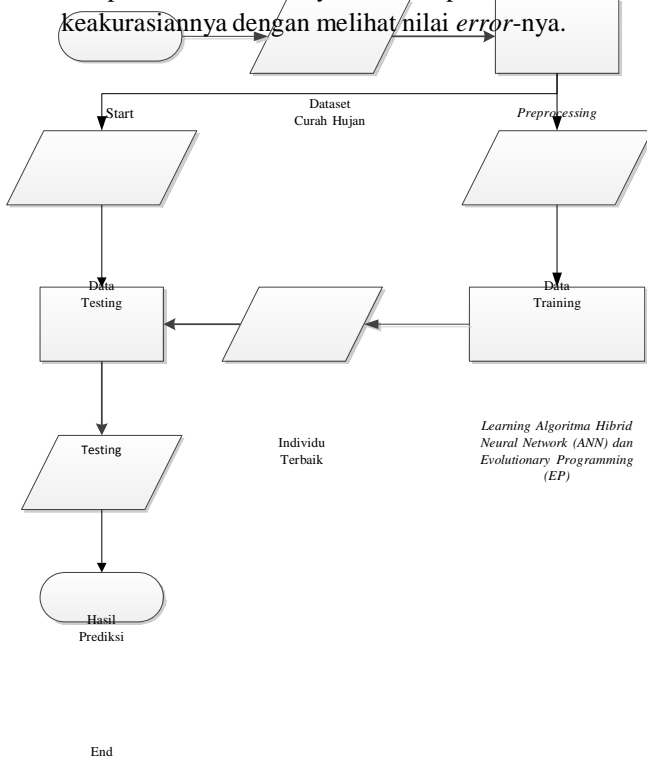 keakurasiannya dengan melihat nilai error-nya.
Start
Dataset
Curah Hujan
Preprocessing
Data
Testing
Data
Training
Testing
Individu
Terbaik
Learning Algoritma Hibrid
Neural Network (ANN) dan
Evolutionary Programming
(EP)
Hasil
Prediksi
End